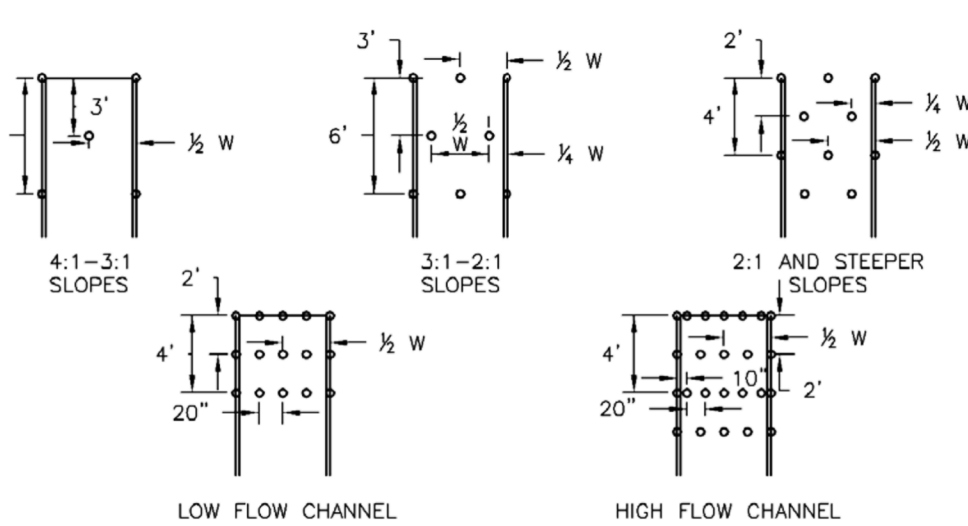 3'
½ W
4:1-3:1
SLOPES
3'
½ W
6'
½
W
¼ W
3:1-2:1
SLOPES
2'
¼ W
4'
½ W
2:1 AND STEEPER
SLOPES
2'
4'
½ W
20"
LOW FLOW CHANNEL
4'
½ W
10"
2'
20"
HIGH FLOW CHANNEL